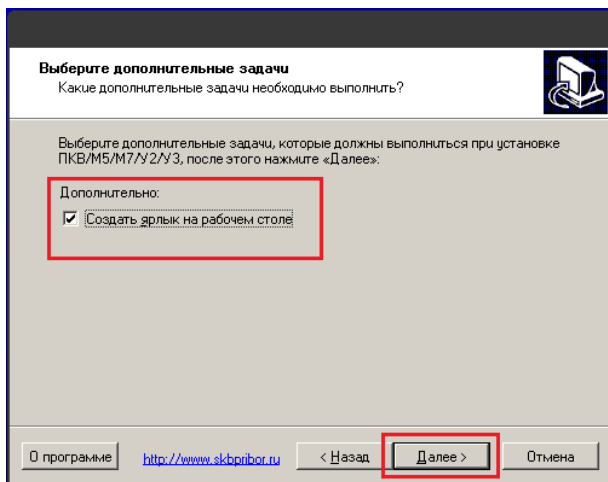 Выберите дополнительные задачи
Какие дополнительные задачи необходимо выполнить?
Выберите дополнительные задачи, которые должны выполниться при установке
ПКВ/М5/М7/У2/У3, после этого нажмите «Далее»:
Дополнительно:
Создать ярлык на рабочем столе
О программе http://www.skbpribor.ru < Назад Далее > Отмена